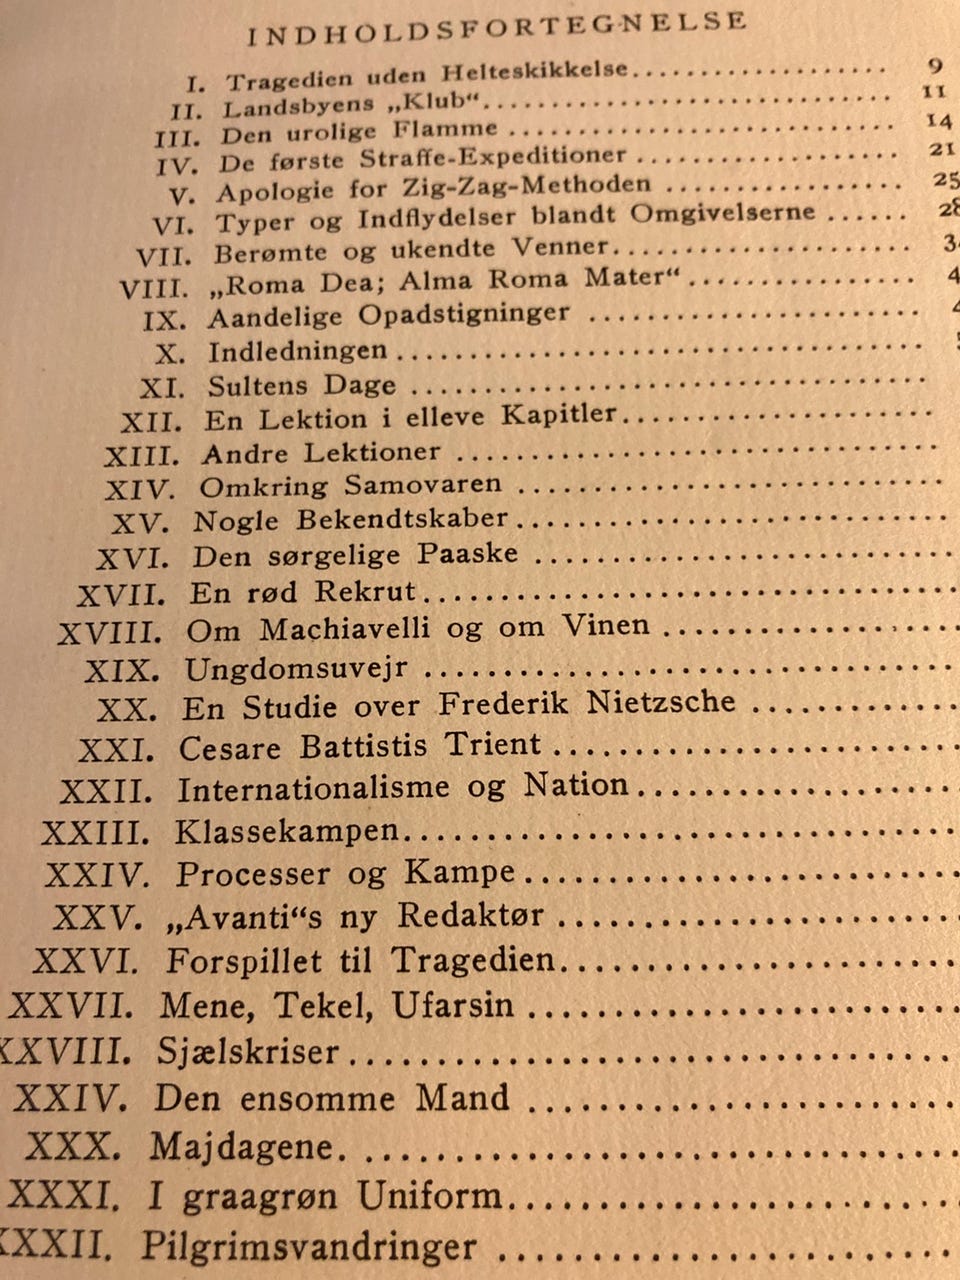 INDHOLDSFORTEGNELSE
I. Tragedien uden Helteskikkelse................... 9
II. Landsbyens „Klub“.............................. 11
III. Den urolige Flamme ............................ 14
IV. De første Straffe-Expeditioner ................... 21
V. Apologie for Zig-Zag-Methoden ................. 25
VI. Typer og Indflydelser blandt Omgivelserne ...... 28
VII. Berømte og ukendte Venner.....................
VIII. „Roma Dea; Alma Roma Mater“................
IX. Aandelige Opadstigninger .......................
X. Indledningen....................................
XI. Sultens Dage ...................................
XII. En Lektion i elleve Kapitler.....................
XIII. Andre Lektioner ................................
XIV. Omkring Samovaren ............................
XV. Nogle Bekendtskaber............................
XVI. Den sørgelige Paaske ..........................
XVII. En rød Rekrut.................................
XVIII. Om Machiavelli og om Vinen .................
XIX. Ungdomsuvejr ................................
XX. En Studie over Frederik Nietzsche ............
XXI. Cesare Battistis Trient ........................
XXII. Internationalisme og Nation...................
XXIII. Klassekampen................................
XXIV. Processer og Kampe.........................
XXV. „Avanti“s ny Redaktør .......................
XXVI. Forspillet til Tragedien.......................
XXVII. Mene, Tekel, Ufarsin ........................
XXVIII. Sjælskriser................................
XXIV. Den ensomme Mand .......................
XXX. Majdagene. ..............................
XXXI. I graagrøn Uniform.......................
XXXII. Pilgrimsvandringer .......................